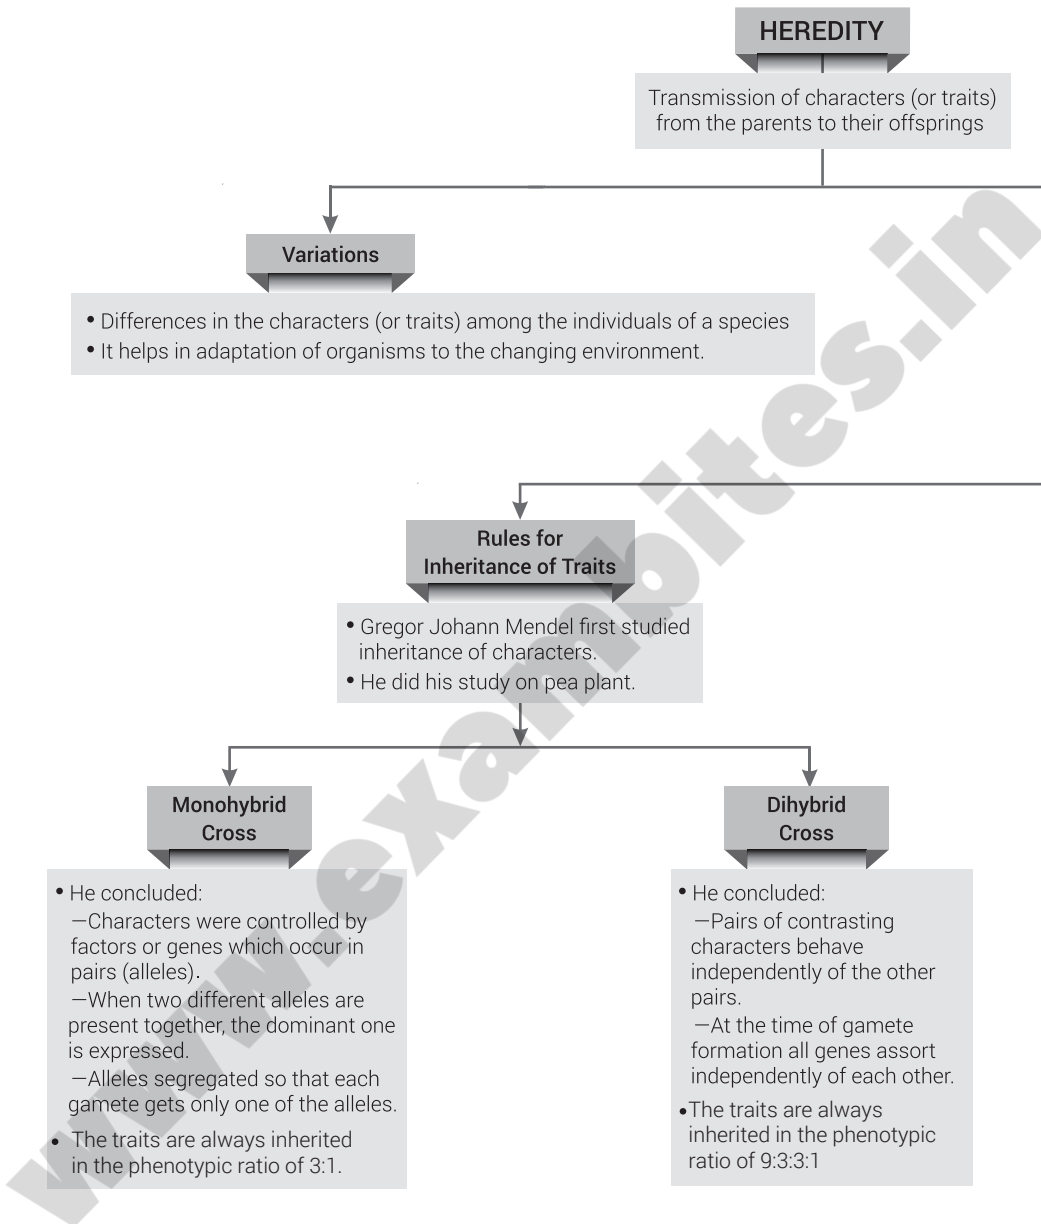 HEREDITY
Transmission of characters (or traits)
from the parents to their offsprings
Variations
• Differences in the characters (or traits) among the individuals of a species
• It helps in adaptation of organisms to the changing environment.
Rules for
Inheritance of Traits
• Gregor Johann Mendel first studied
inheritance of characters.
• He did his study on pea plant.
Monohybrid
Cross
• He concluded:
—Characters were controlled by
factors or genes which occur in
pairs (alleles).
—When two different alleles are
present together, the dominant one
is expressed.
—Alleles segregated so that each
gamete gets only one of the alleles.
• The traits are always inherited
in the phenotypic ratio of 3:1.
Dihybrid
Cross
• He concluded:
—Pairs of contrasting
characters behave
independently of the other
pairs.
—At the time of gamete
formation all genes assort
independently of each other.
•The traits are always
inherited in the phenotypic
ratio of 9:3:3:1
www.exambites.in